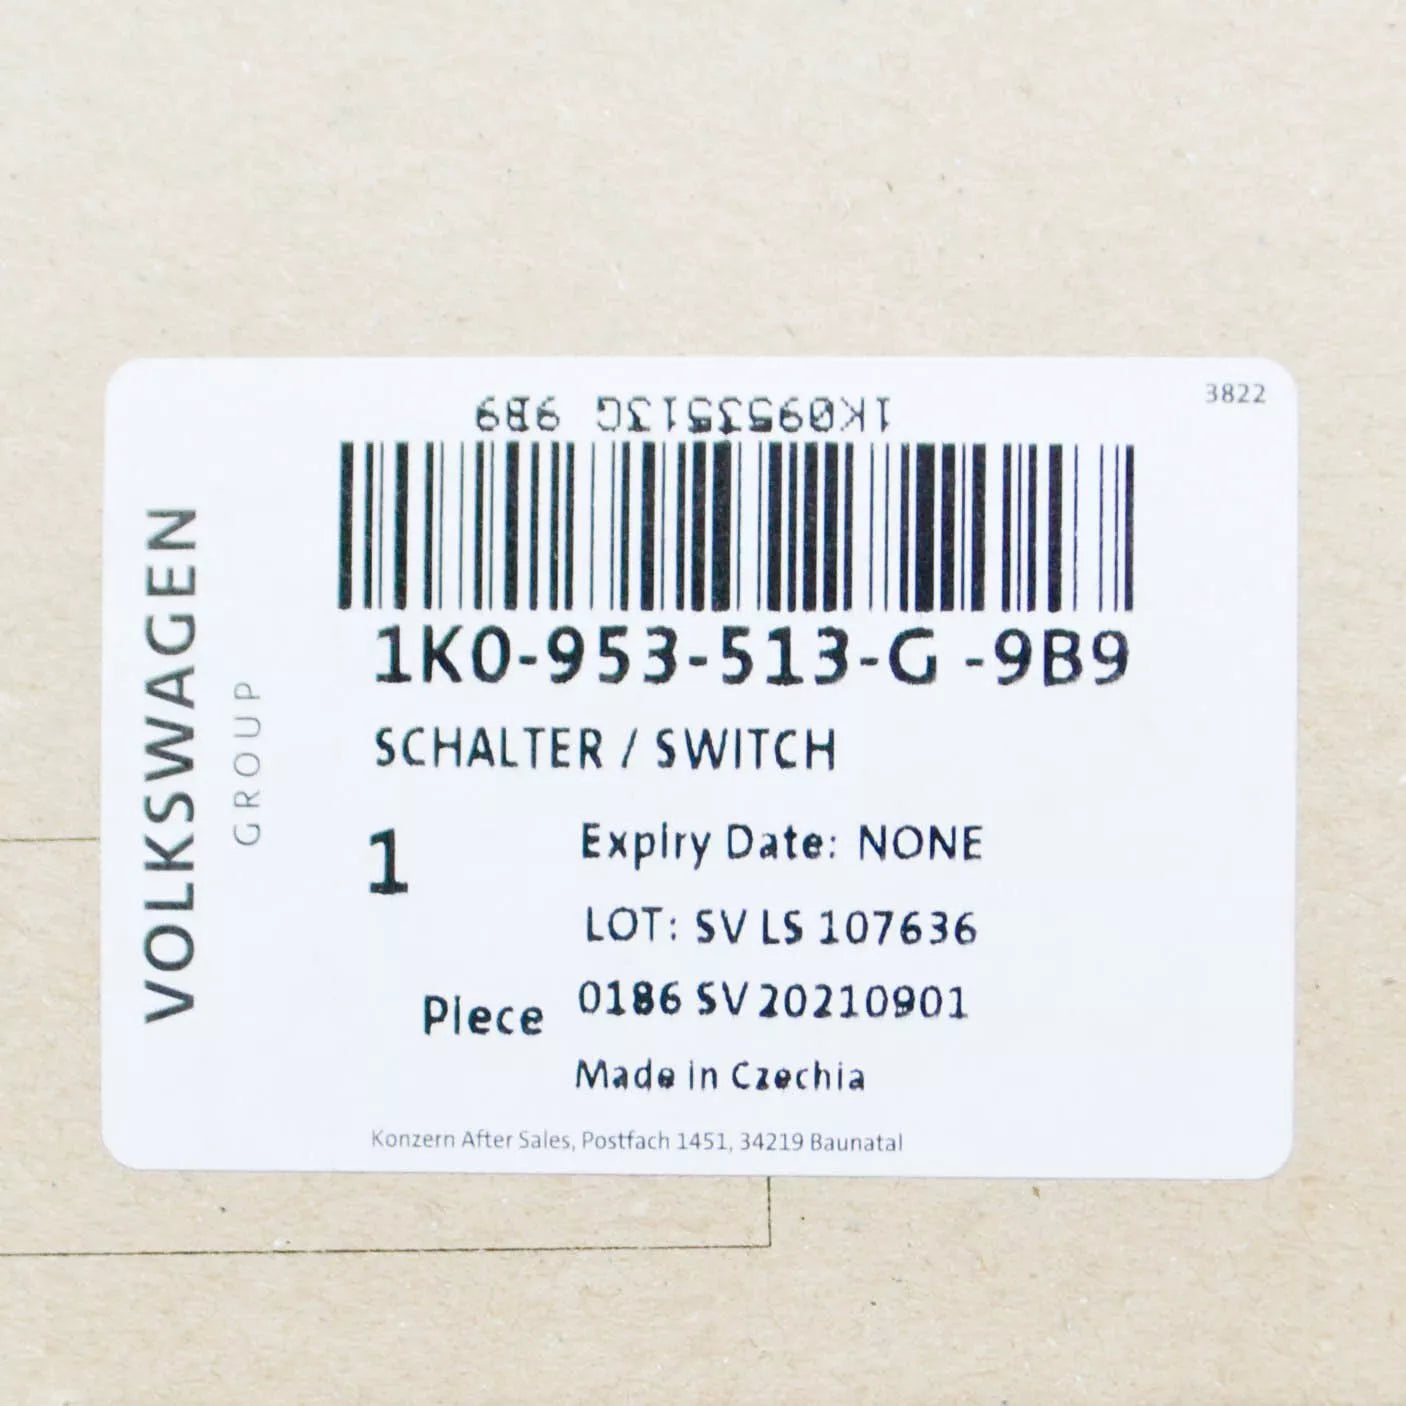 3822
1K0953513G 9B9
1K0-953-513-G -9B9
SCHALTER / SWITCH
1
Piece
Expiry Date: NONE
LOT: SV LS 107636
0186 SV 20210901
Made in Czechia
Konzern After Sales, Postfach 1451, 34219 Baunatal
VOLKSWAGEN
GROUP